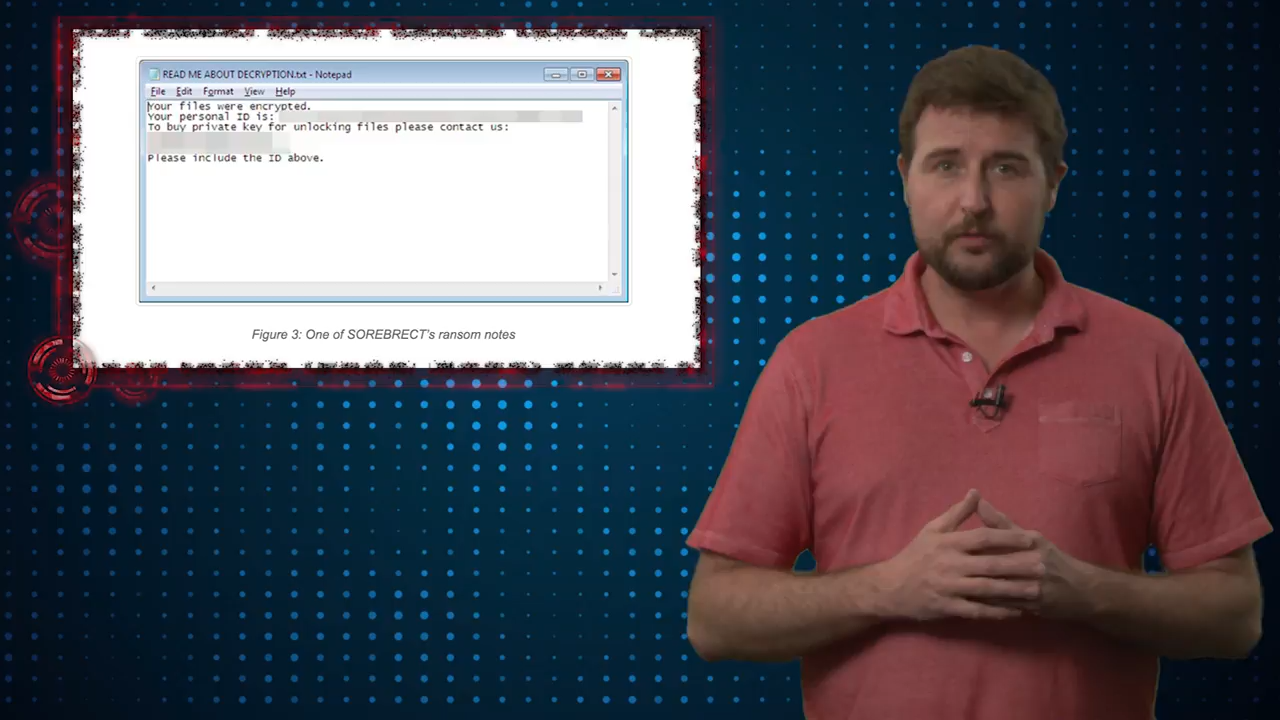 READ ME ABOUT DECRYPTION.txt - Notepad
File Edit Format View Help
Your files were encrypted.
Your personal ID is:
To buy private key for unlocking files please contact us:
Please include the ID above.
Figure 3: One of SOREBRECT's ransom notes